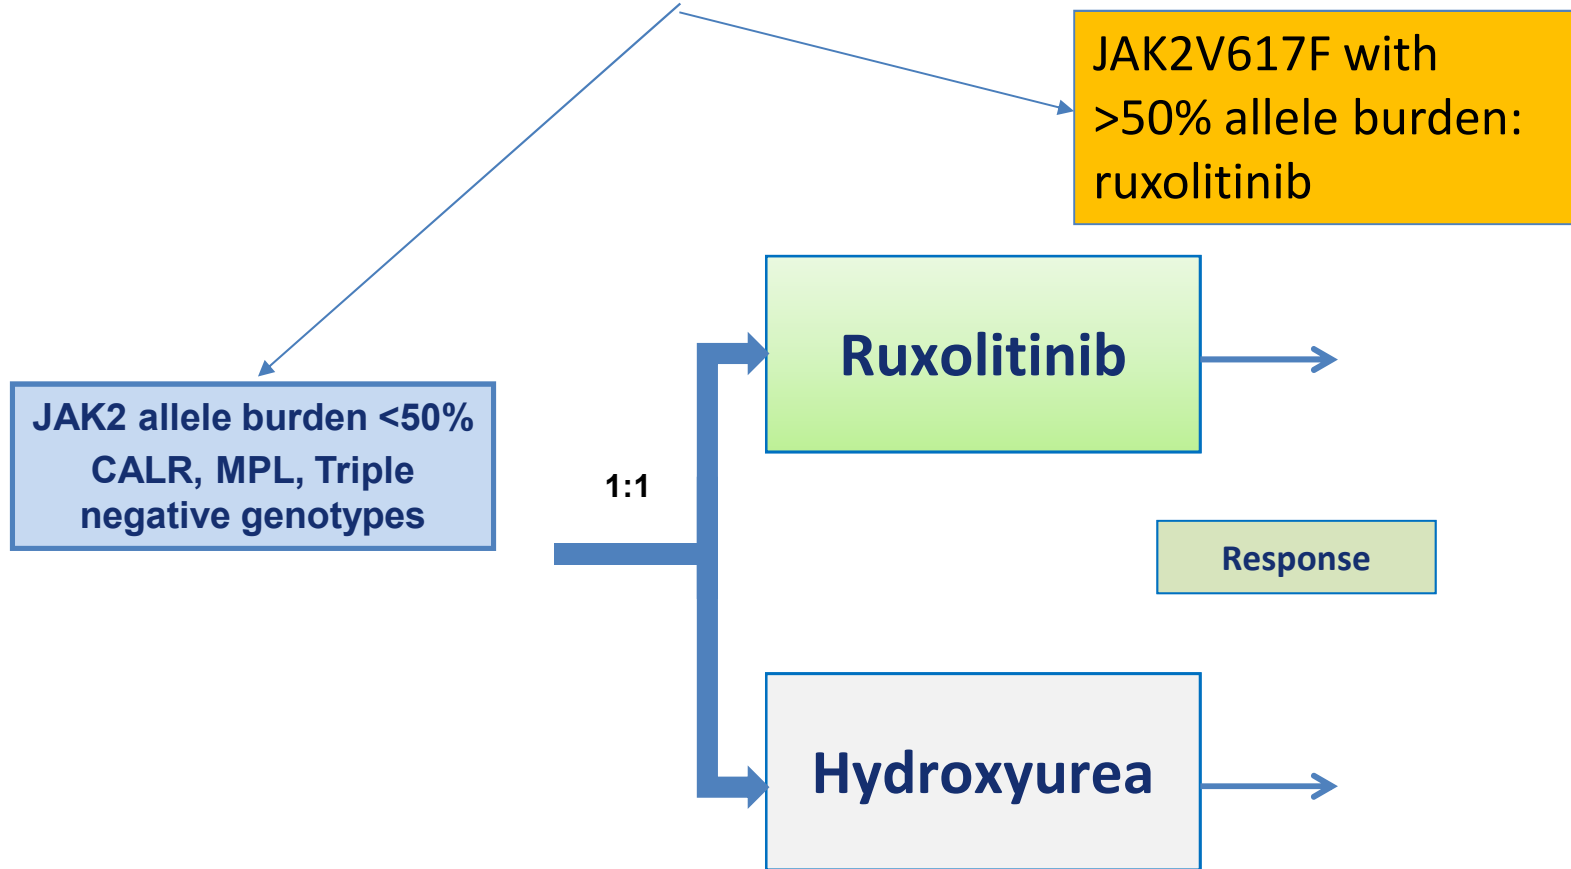 JAK2V617F with
>50% allele burden:
ruxolitinib
Ruxolitinib
JAK2 allele burden <50%
CALR, MPL, Triple
negative genotypes
1:1
Response
Hydroxyurea